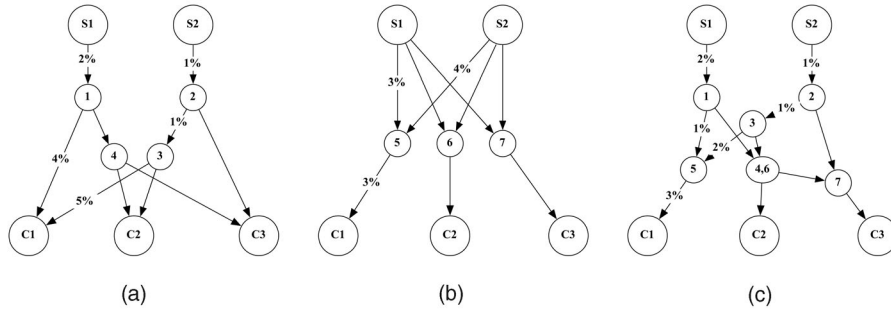 S1 S2 S1 S2 S1 S2
2% 1% 2% 1%
3% 4%
1 2 1 2
1% 3 1%
4 3 1% 2%
4% 5 6 7 5 4,6 7
5% 3% 3%
C1 C2 C3 C1 C2 C3 C1 C2 C3
(a) (b) (c)